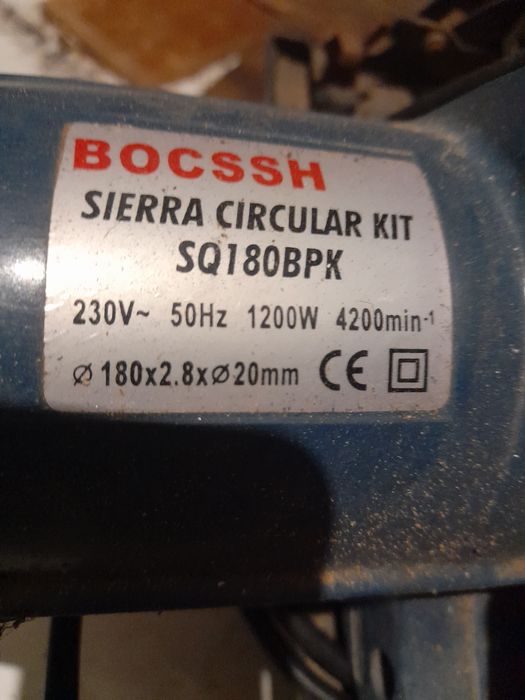 BOCSSH
SIERRA CIRCULAR KIT
SQ180BPK
230V~ 50Hz 1200W 4200min⁻¹
⌀ 180x2.8x⌀20mm CE